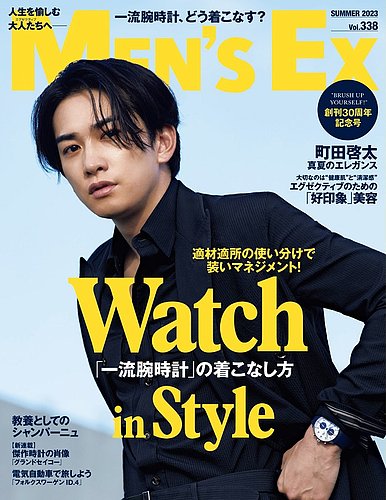 人生を愉しむ
大人たちへ
一流腕時計、どう着こなす?
SUMMER 2023
Vol.338
MEN'S EX
"BRUSH UP
YOURSELF!"
創刊30周年
記念号
町田啓太
真夏のエレガンス
大切なのは“健康肌”と“清潔感”
エグゼクティブのための
「好印象」美容
適材適所の使い分けで
装いマネジメント!
Watch
「一流腕時計」の着こなし方
in Style
教養としての
シャンパーニュ
【新連載】
傑作時計の肖像
「グランドセイコー」
電気自動車で旅しよう
「フォルクスワーゲン ID.4」